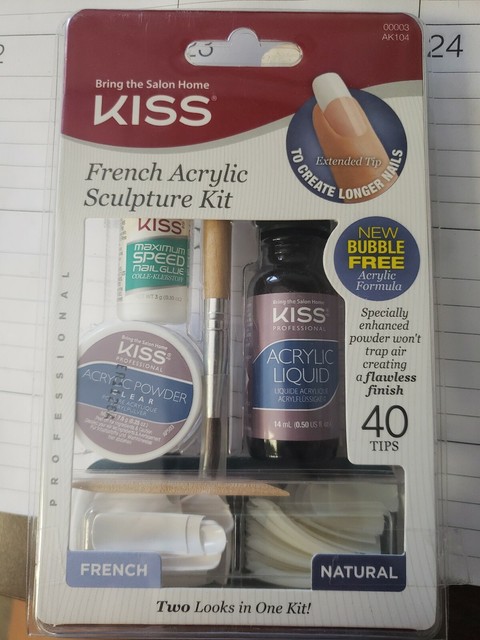 23
24
00003
AK104
Bring the Salon Home
KISS
Extended Tip
TO CREATE LONGER NAILS
French Acrylic
Sculpture Kit
KISS
MAXIMUM
SPEED
NAIL GLUE
NEW
BUBBLE
FREE
Acrylic
Formula
Specially
enhanced
powder won't
trap air
creating
a flawless
finish
40
TIPS
Bring the Salon Home
KISS
PROFESSIONAL
ACRYLIC
LIQUID
14 mL (0.50 US fl
Bring the Salon Home
KISS
PROFESSIONAL
ACRYLIC POWDER
CLEAR
PROFESSIONAL
FRENCH
NATURAL
Two Looks in One Kit!